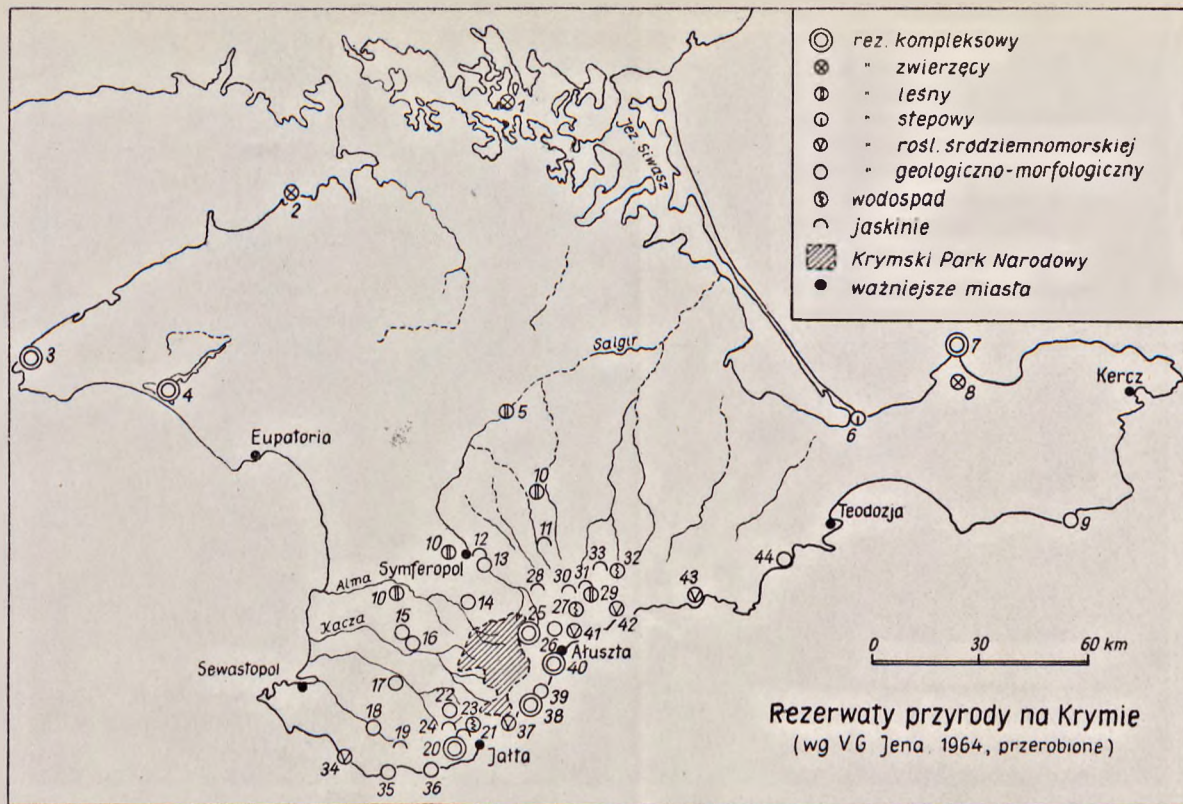 rez. kompleksowy
" zwierzęcy
" leśny
" stepowy
" rośl. śródziemnomorskiej
" geologiczno-morfologiczny
wodospad
jaskinie
Krymski Park Narodowy
ważniejsze miasta
1
Jez. Siwasz
2
3
4
Eupatoria
Salgir
5
6
7
8
Kercz
9
Teodozja
10
11
10
12
13
Symferopol
Alma
10
14
28
30
31
33
32
29
27
43
44
Kacza
15
16
25
26
41
42
Ałuszta
40
Sewastopol
17
22
23
39
38
37
18
19
24
21
20
Jałta
34
35
36
0 30 60 km
Rezerwaty przyrody na Krymie
(wg V G Jena. 1964, przerobione)